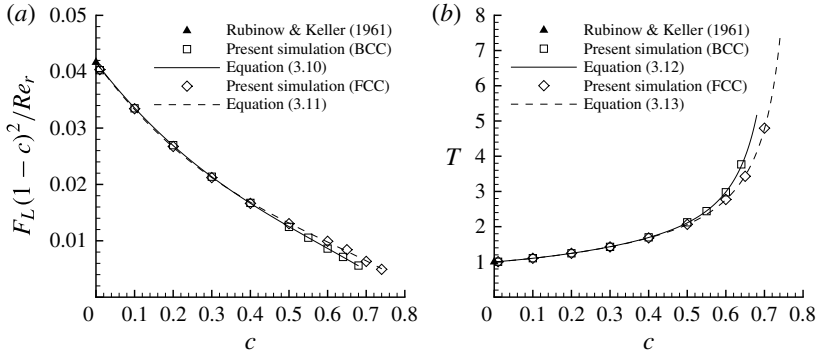 (a)
Rubinow & Keller (1961)
Present simulation (BCC)
Equation (3.10)
Present simulation (FCC)
Equation (3.11)
F_L(1 − c)^2/Re_r
0.05
0.04
0.03
0.02
0.01
0 0.1 0.2 0.3 0.4 0.5 0.6 0.7 0.8
c
(b)
Rubinow & Keller (1961)
Present simulation (BCC)
Equation (3.12)
Present simulation (FCC)
Equation (3.13)
T
8
7
6
5
4
3
2
1
0 0.1 0.2 0.3 0.4 0.5 0.6 0.7 0.8
c